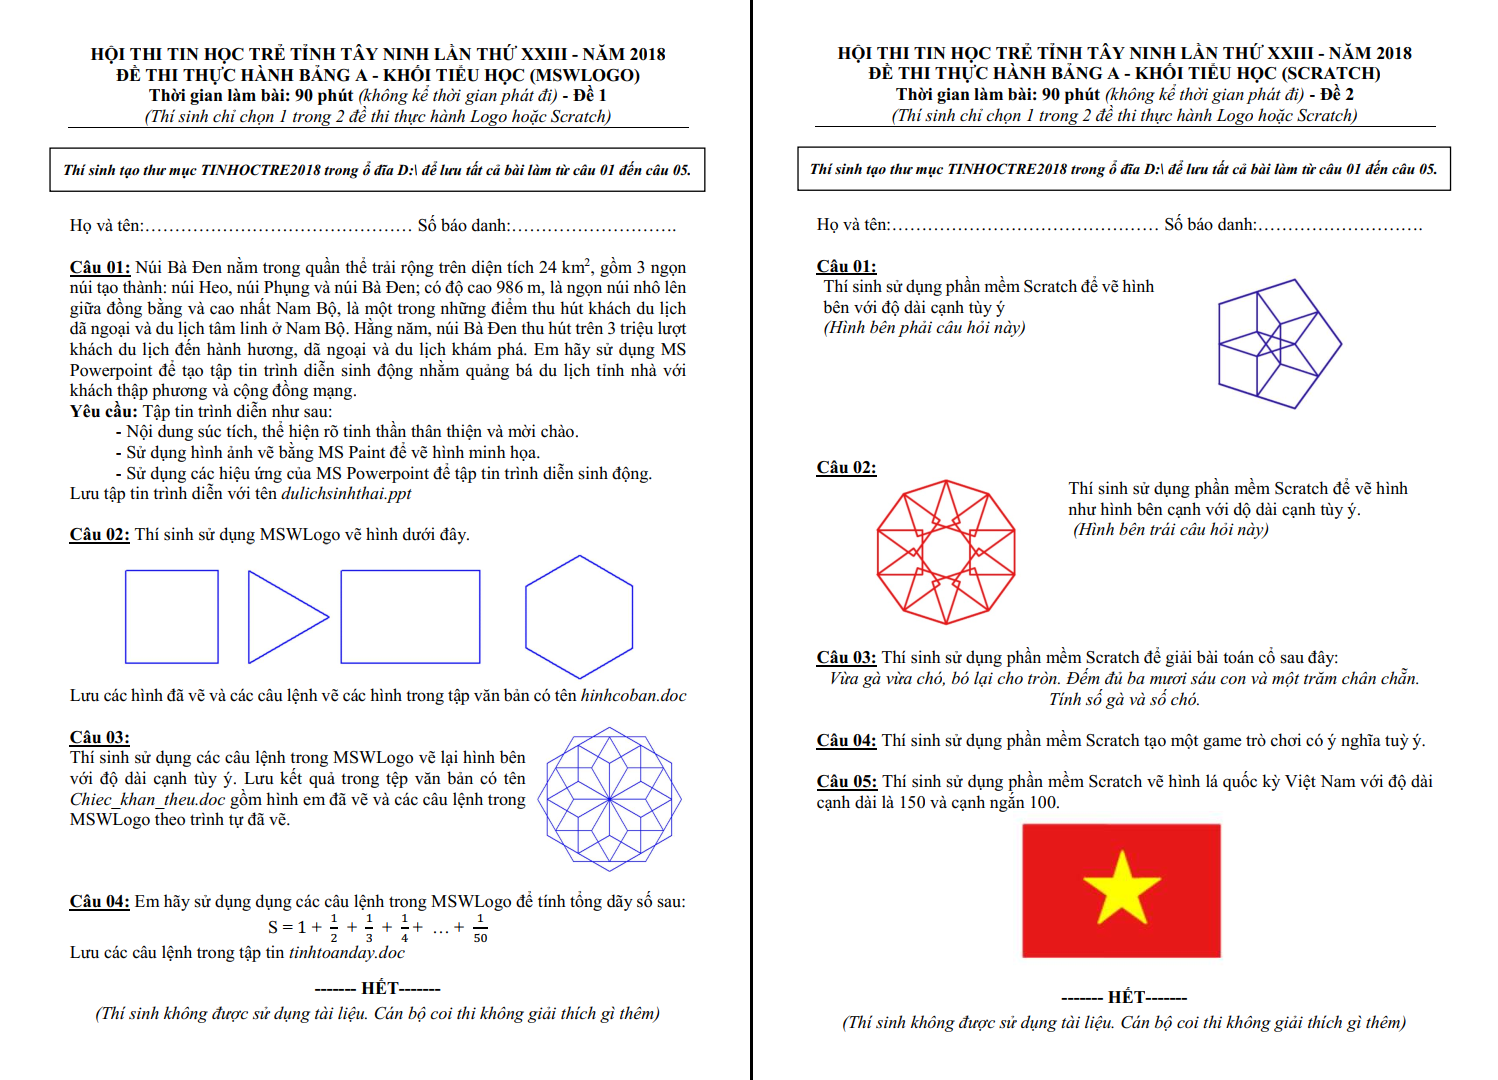 HỘI THI TIN HỌC TRẺ TỈNH TÂY NINH LẦN THỨ XXIII - NĂM 2018
ĐỀ THI THỰC HÀNH BẢNG A - KHỐI TIỂU HỌC (MSWLOGO)
Thời gian làm bài: 90 phút (không kể thời gian phát đi) - Đề 1
(Thí sinh chỉ chọn 1 trong 2 đề thi thực hành Logo hoặc Scratch)
Thí sinh tạo thư mục TINHOCTRE2018 trong ổ đĩa D:\ để lưu tất cả bài làm từ câu 01 đến câu 05.
Họ và tên:……………………………………… Số báo danh:……………………….
Câu 01: Núi Bà Đen nằm trong quần thể trải rộng trên diện tích 24 km², gồm 3 ngọn
núi tạo thành: núi Heo, núi Phụng và núi Bà Đen; có độ cao 986 m, là ngọn núi nhô lên
giữa đồng bằng và cao nhất Nam Bộ, là một trong những điểm thu hút khách du lịch
dã ngoại và du lịch tâm linh ở Nam Bộ. Hằng năm, núi Bà Đen thu hút trên 3 triệu lượt
khách du lịch đến hành hương, dã ngoại và du lịch khám phá. Em hãy sử dụng MS
Powerpoint để tạo tập tin trình diễn sinh động nhằm quảng bá du lịch tỉnh nhà với
khách thập phương và cộng đồng mạng.
Yêu cầu: Tập tin trình diễn như sau:
- Nội dung súc tích, thể hiện rõ tinh thần thân thiện và mời chào.
- Sử dụng hình ảnh vẽ bằng MS Paint để vẽ hình minh họa.
- Sử dụng các hiệu ứng của MS Powerpoint để tập tin trình diễn sinh động.
Lưu tập tin trình diễn với tên dulichsinhthai.ppt
Câu 02: Thí sinh sử dụng MSWLogo vẽ hình dưới đây.
Lưu các hình đã vẽ và các câu lệnh vẽ các hình trong tập văn bản có tên hinhcoban.doc
Câu 03:
Thí sinh sử dụng các câu lệnh trong MSWLogo vẽ lại hình bên
với độ dài cạnh tùy ý. Lưu kết quả trong tệp văn bản có tên
Chiec_khan_theu.doc gồm hình em đã vẽ và các câu lệnh trong
MSWLogo theo trình tự đã vẽ.
Câu 04: Em hãy sử dụng dụng các câu lệnh trong MSWLogo để tính tổng dãy số sau:
S = 1 + 1/2 + 1/3 + 1/4 + … + 1/50
Lưu các câu lệnh trong tập tin tinhtoanday.doc
------- HẾT-------
(Thí sinh không được sử dụng tài liệu. Cán bộ coi thi không giải thích gì thêm)
HỘI THI TIN HỌC TRẺ TỈNH TÂY NINH LẦN THỨ XXIII - NĂM 2018
ĐỀ THI THỰC HÀNH BẢNG A - KHỐI TIỂU HỌC (SCRATCH)
Thời gian làm bài: 90 phút (không kể thời gian phát đi) - Đề 2
(Thí sinh chỉ chọn 1 trong 2 đề thi thực hành Logo hoặc Scratch)
Thí sinh tạo thư mục TINHOCTRE2018 trong ổ đĩa D:\ để lưu tất cả bài làm từ câu 01 đến câu 05.
Họ và tên:……………………………………… Số báo danh:……………………….
Câu 01:
Thí sinh sử dụng phần mềm Scratch để vẽ hình
bên với độ dài cạnh tùy ý
(Hình bên phải câu hỏi này)
Câu 02:
Thí sinh sử dụng phần mềm Scratch để vẽ hình
như hình bên cạnh với dộ dài cạnh tùy ý.
(Hình bên trái câu hỏi này)
Câu 03: Thí sinh sử dụng phần mềm Scratch để giải bài toán cổ sau đây:
Vừa gà vừa chó, bó lại cho tròn. Đếm đủ ba mươi sáu con và một trăm chân chẵn.
Tính số gà và số chó.
Câu 04: Thí sinh sử dụng phần mềm Scratch tạo một game trò chơi có ý nghĩa tuỳ ý.
Câu 05: Thí sinh sử dụng phần mềm Scratch vẽ hình lá quốc kỳ Việt Nam với độ dài
cạnh dài là 150 và cạnh ngắn 100.
------- HẾT-------
(Thí sinh không được sử dụng tài liệu. Cán bộ coi thi không giải thích gì thêm)